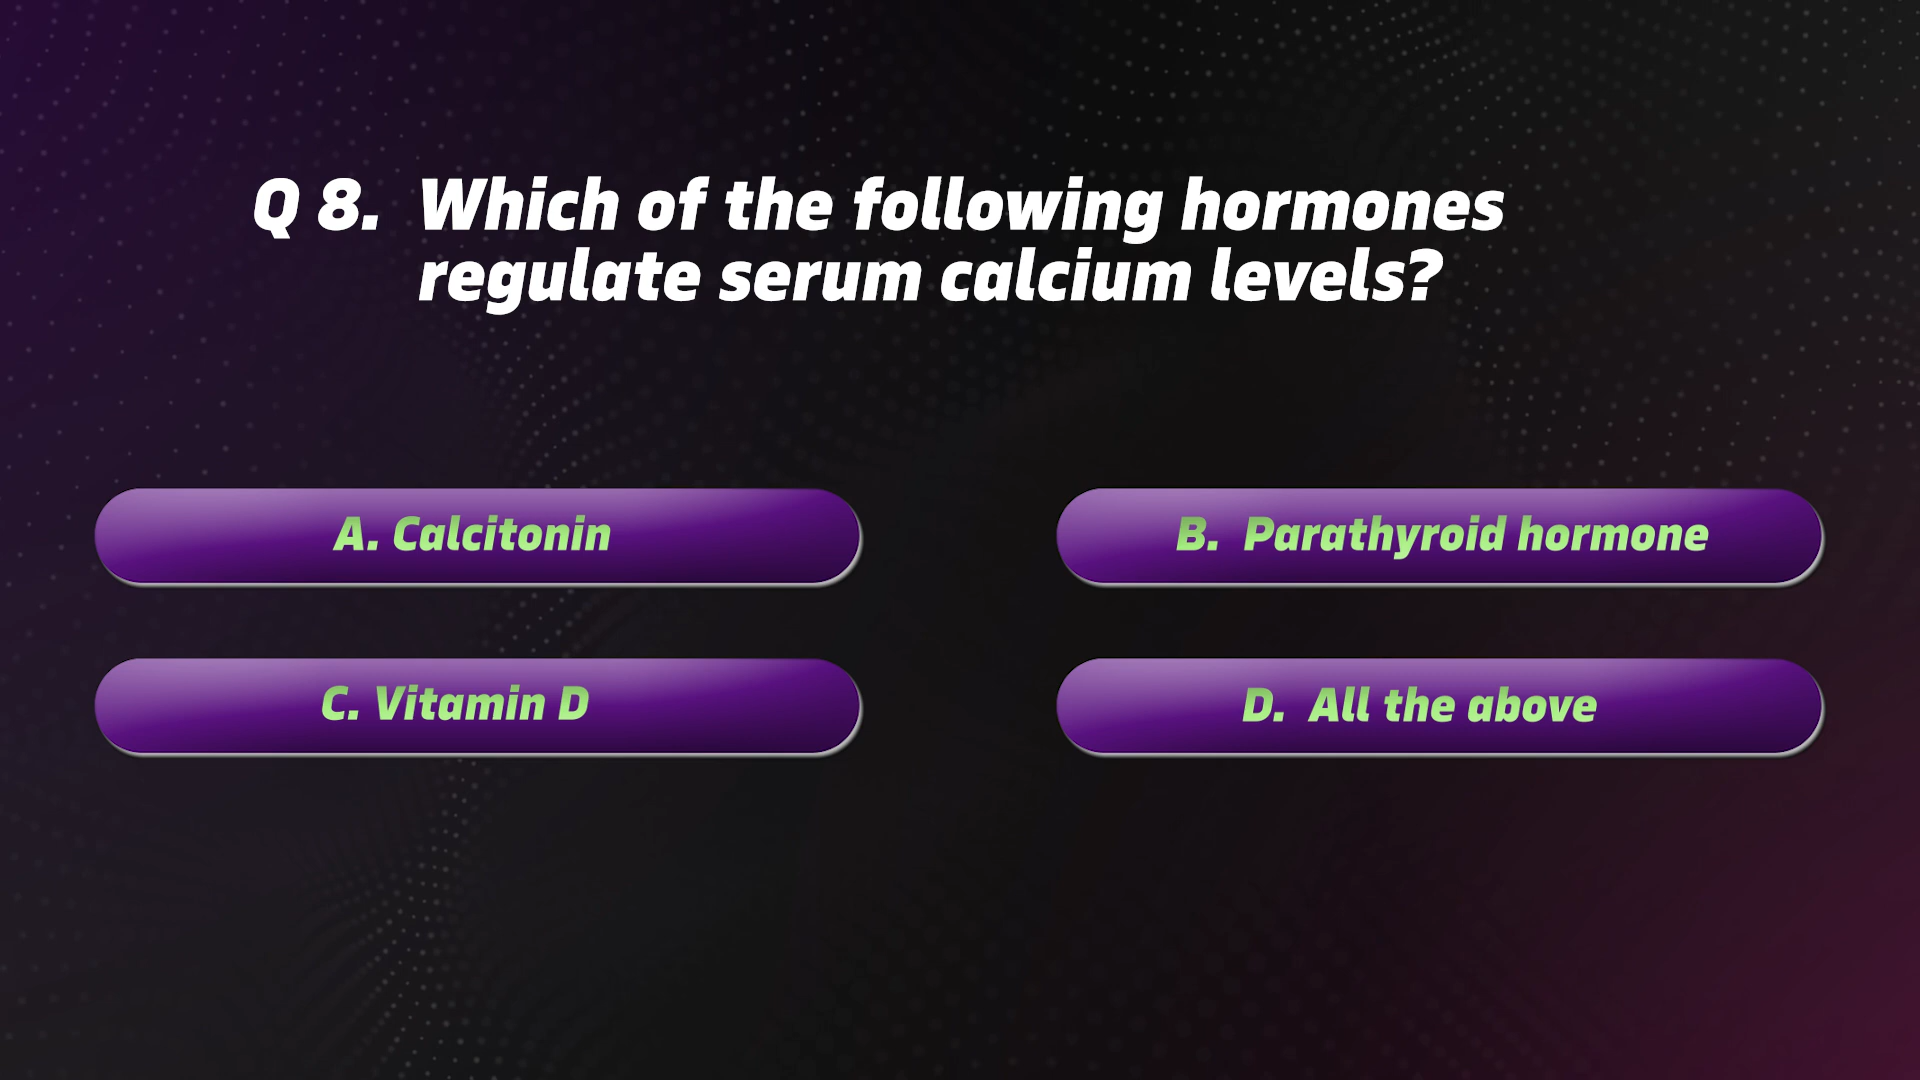 Q 8. Which of the following hormones
regulate serum calcium levels?
A. Calcitonin
B. Parathyroid hormone
C. Vitamin D
D. All the above